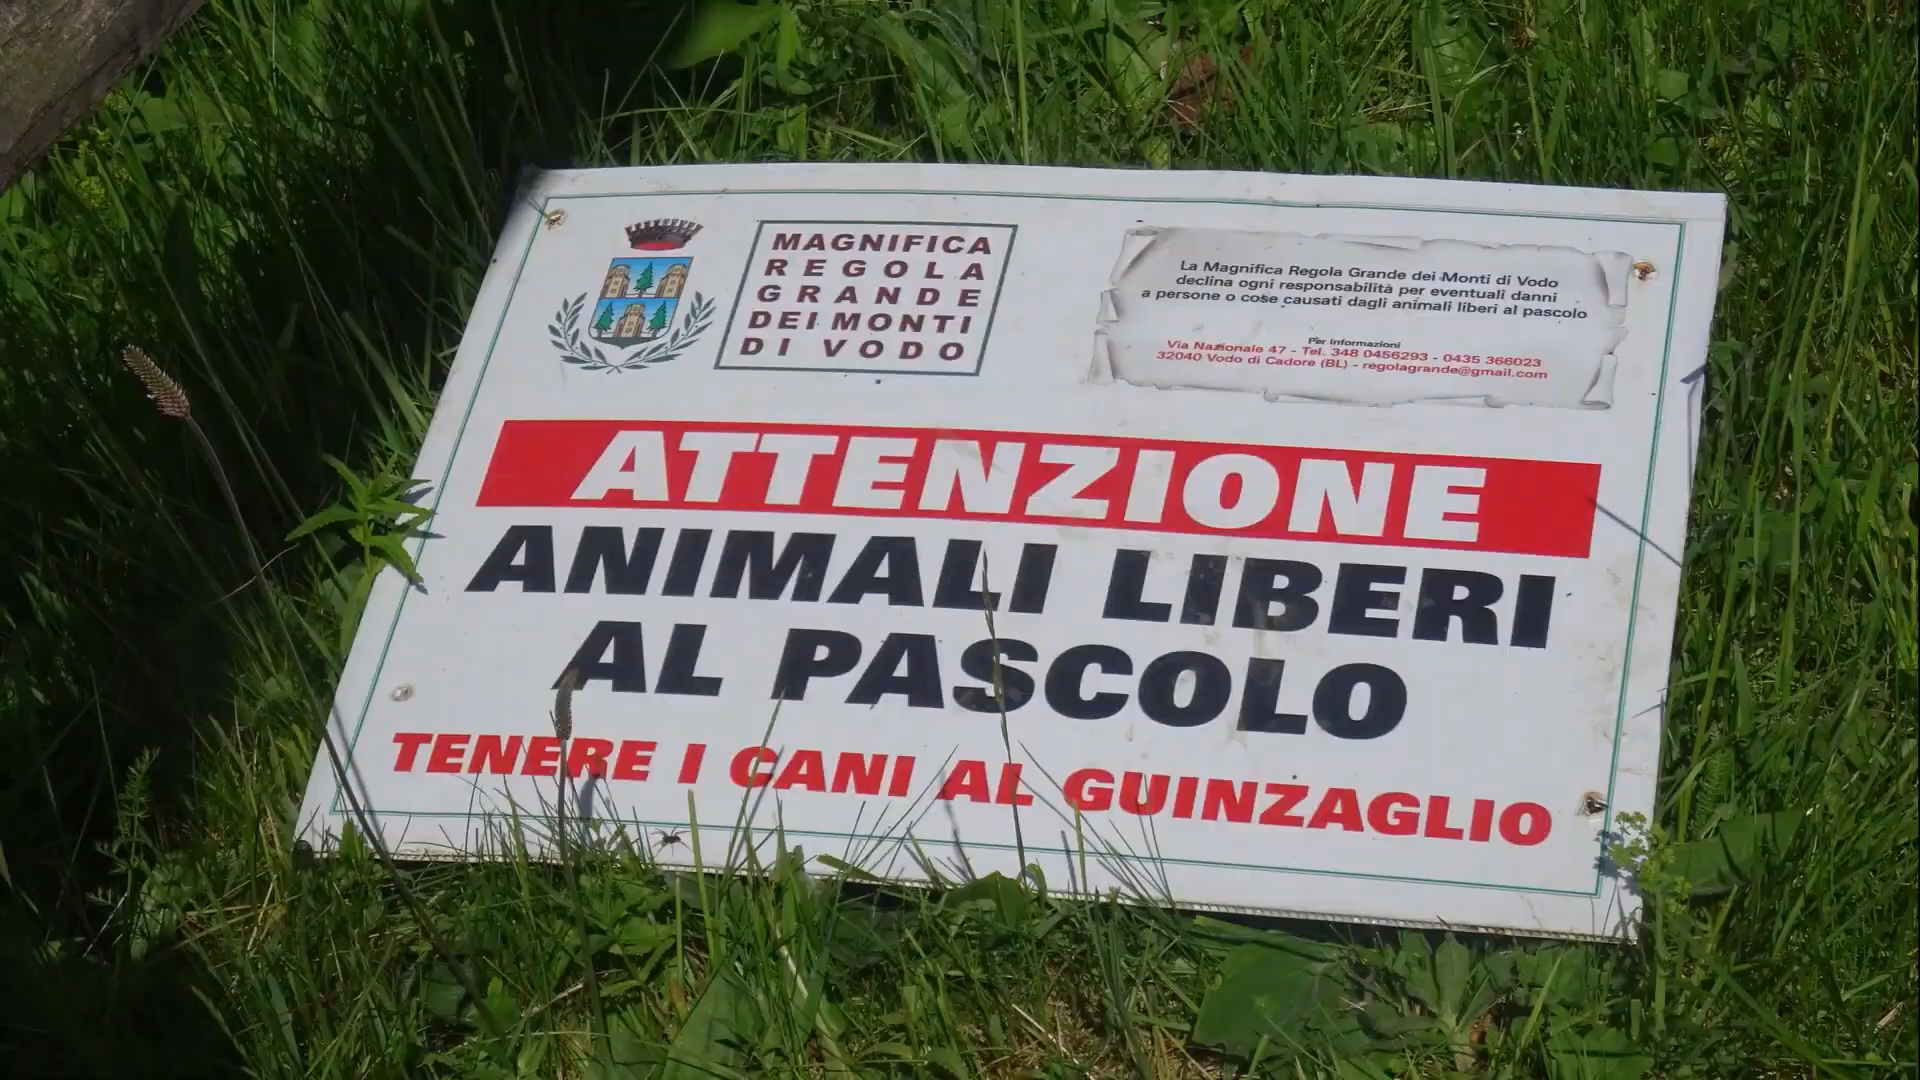 MAGNIFICA
REGOLA
GRANDE
DEI MONTI
DI VODO
La Magnifica Regola Grande dei Monti di Vodo
declina ogni responsabilità per eventuali danni
a persone o cose causati dagli animali liberi al pascolo
Per informazioni
Via Nazionale 47 - Tel. 348 0456293 - 0435 366023
32040 Vodo di Cadore (BL) - regolagrande@gmail.com
ATTENZIONE
ANIMALI LIBERI
AL PASCOLO
TENERE I CANI AL GUINZAGLIO